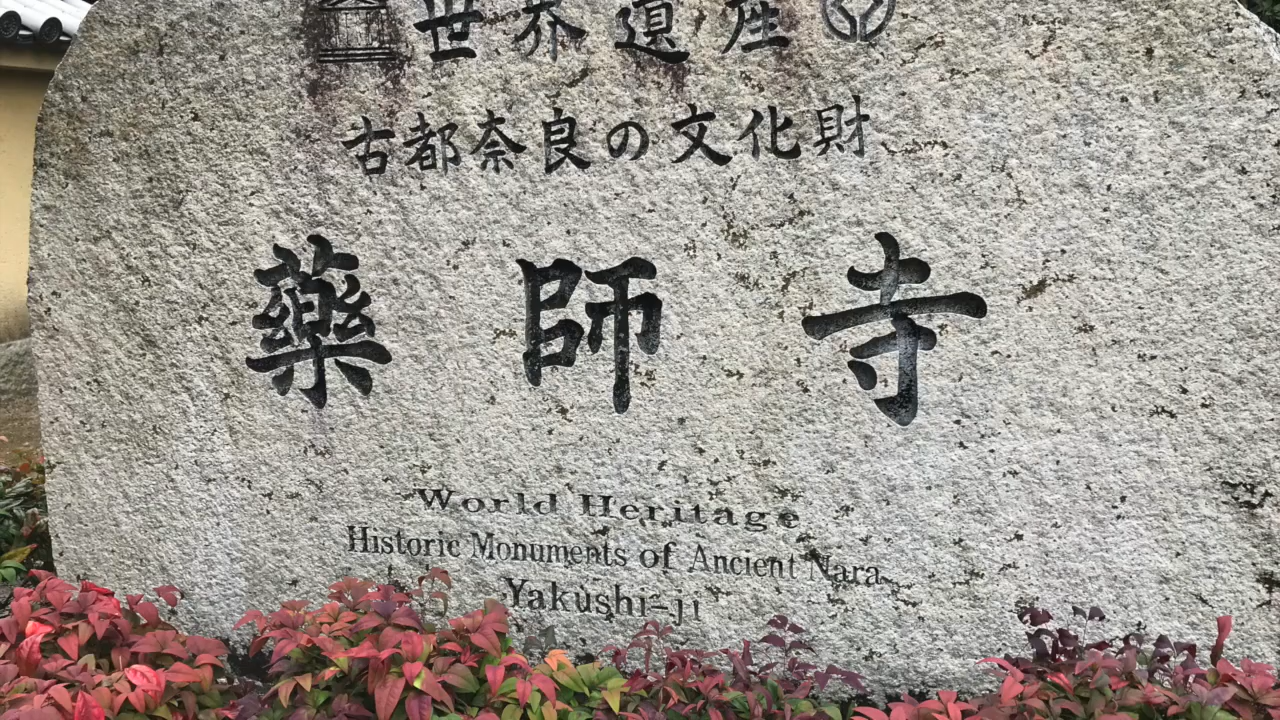 世界遺産
古都奈良の文化財
藥師寺
World Heritage
Historic Monuments of Ancient Nara
Yakushi-ji